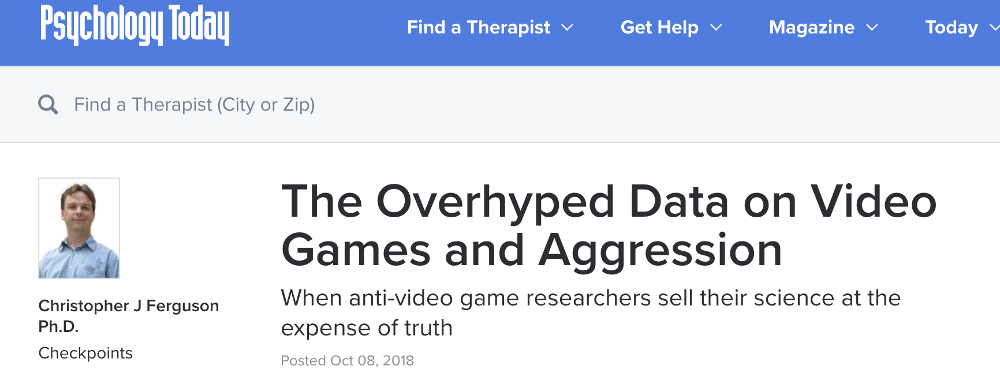 Psychology Today
Find a Therapist
Get Help
Magazine
Today
Find a Therapist (City or Zip)
The Overhyped Data on Video
Games and Aggression
When anti-video game researchers sell their science at the
expense of truth
Posted Oct 08, 2018
Christopher J Ferguson
Ph.D.
Checkpoints